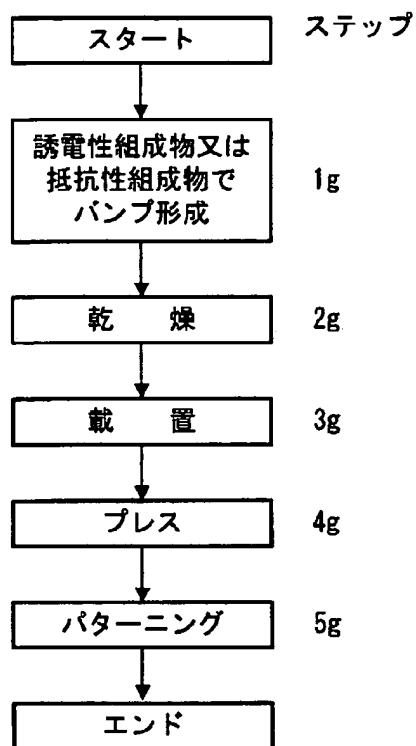 ステップ
スタート
誘電性組成物又は
抵抗性組成物で
バンプ形成
1g
乾　燥
2g
載　置
3g
プレス
4g
パターニング
5g
エンド